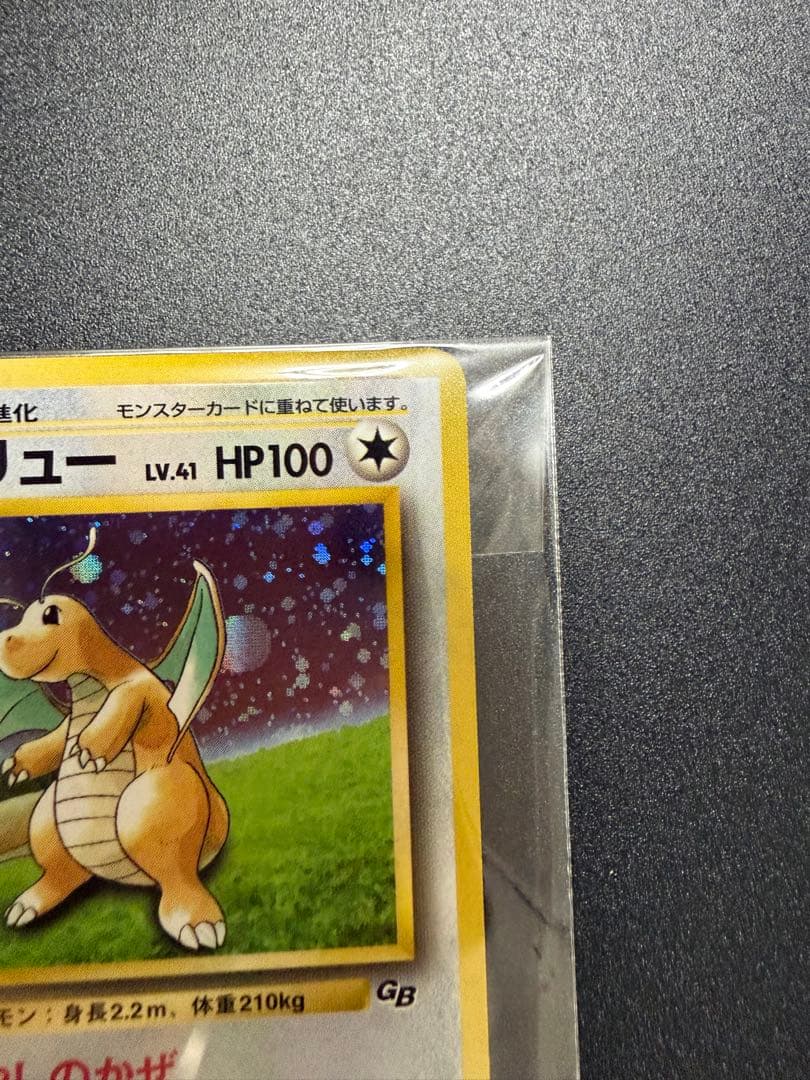 進化 モンスターカードに重ねて使います。
リュー LV.41 HP100
モン：身長2.2m、体重210kg
GB
しのかぜ